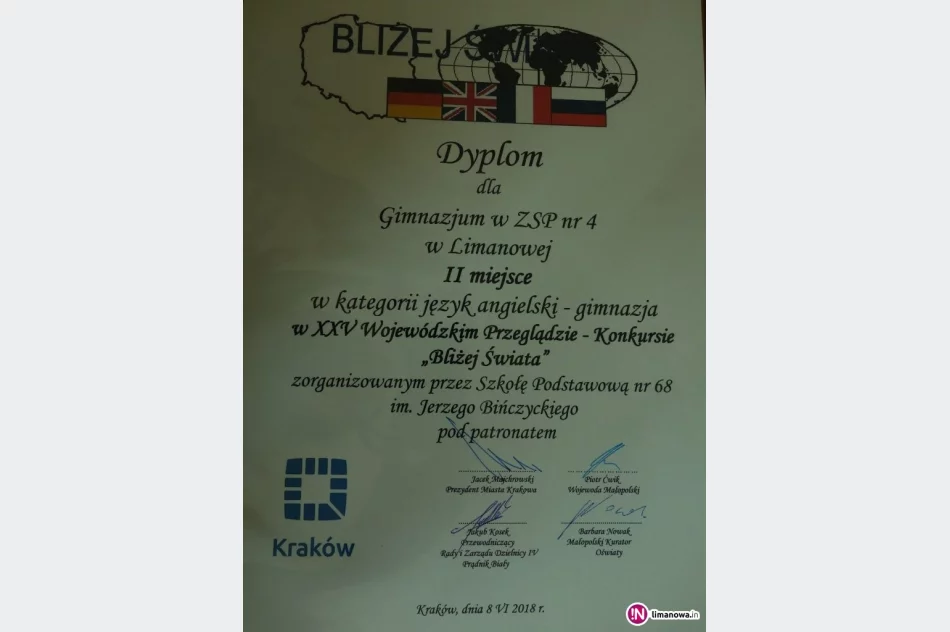 BLIŻEJ ŚWI
Dyplom
dla
Gimnazjum w ZSP nr 4
w Limanowej
II miejsce
w kategorii język angielski - gimnazja
w XXV Wojewódzkim Przeglądzie - Konkursie
„Bliżej Świata”
zorganizowanym przez Szkołę Podstawową nr 68
im. Jerzego Bińczyckiego
pod patronatem
Jacek Majchrowski
Prezydent Miasta Krakowa
Piotr Ćwik
Wojewoda Małopolski
Jakub Kosek
Przewodniczący
Rady i Zarządu Dzielnicy IV
Prądnik Biały
Barbara Nowak
Małopolski Kurator
Oświaty
Kraków
Kraków, dnia 8 VI 2018 r.
!N limanowa.in